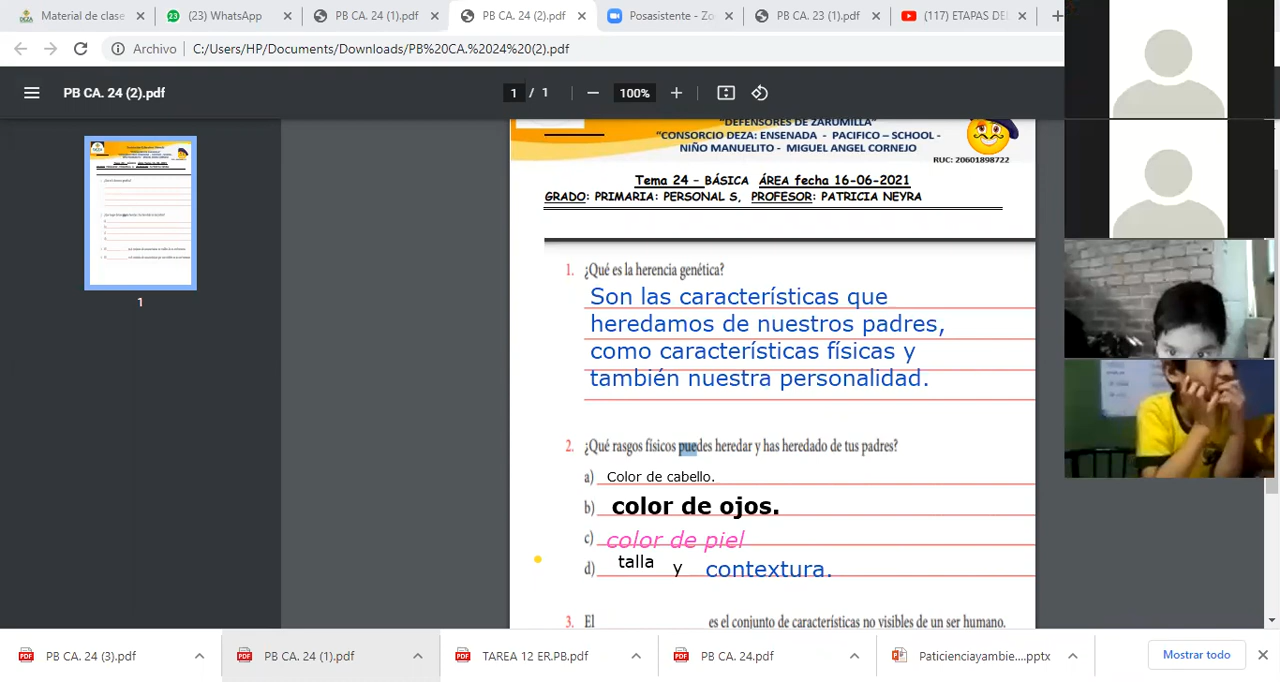 Material de clase
(23) WhatsApp
PB CA. 24 (1).pdf
PB CA. 24 (2).pdf
Posasistente - Zo
PB CA. 23 (1).pdf
(117) ETAPAS DE
Archivo
C:/Users/HP/Documents/Downloads/PB%20CA.%2024%20(2).pdf
PB CA. 24 (2).pdf
1 / 1
100%
"DEFENSORES DE ZARUMILLA"
"CONSORCIO DEZA: ENSENADA - PACIFICO – SCHOOL -
NIÑO MANUELITO - MIGUEL ANGEL CORNEJO
RUC: 20601898722
Tema 24 – BÁSICA ÁREA fecha 16-06-2021
GRADO: PRIMARIA: PERSONAL S, PROFESOR: PATRICIA NEYRA
1. ¿Qué es la herencia genética?
Son las características que
heredamos de nuestros padres,
como características físicas y
también nuestra personalidad.
2. ¿Qué rasgos físicos puedes heredar y has heredado de tus padres?
a) Color de cabello.
b) color de ojos.
c) color de piel
d) talla y contextura.
3. El es el conjunto de características no visibles de un ser humano.
1
PB CA. 24 (3).pdf
PB CA. 24 (1).pdf
TAREA 12 ER.PB.pdf
PB CA. 24.pdf
Paticienciayambie....pptx
Mostrar todo